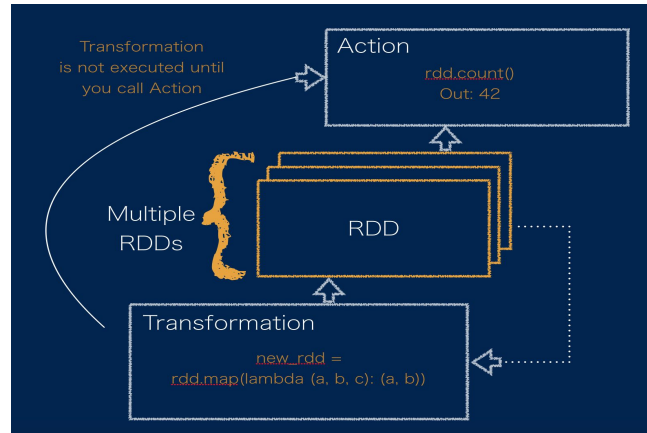 Transformation
is not executed until
you call Action
Action
rdd.count()
Out: 42
Multiple
RDDs
RDD
Transformation
new_rdd =
rdd.map(lambda (a, b, c): (a, b))